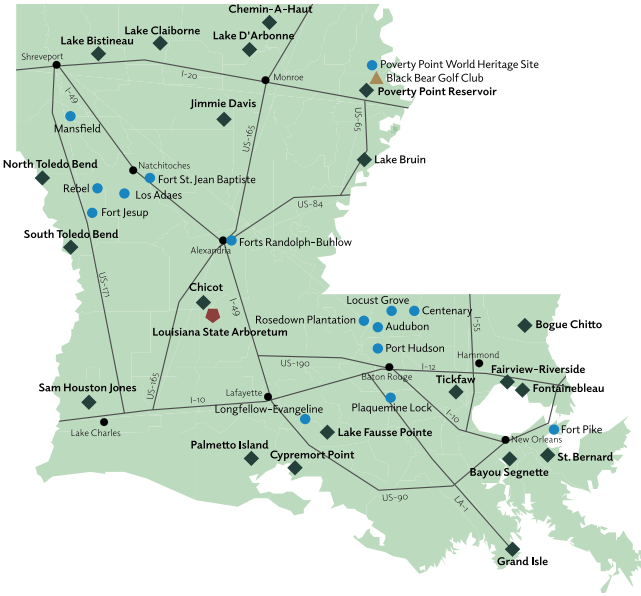 Chemin-A-Haut
Lake Claiborne
Lake D'Arbonne
Lake Bistineau
Shreveport
Poverty Point World Heritage Site
I-20
Monroe
Black Bear Golf Club
Poverty Point Reservoir
I-49
Jimmie Davis
US-65
Mansfield
US-165
Lake Bruin
North Toledo Bend
Natchitoches
Fort St. Jean Baptiste
Rebel
Los Adaes
US-84
Fort Jesup
South Toledo Bend
Forts Randolph-Buhlow
Alexandria
US-171
Chicot
I-49
Locust Grove
Centenary
Louisiana State Arboretum
Rosedown Plantation
Audubon
I-55
Bogue Chitto
Port Hudson
US-190
Hammond
I-12
Fairview-Riverside
Baton Rouge
Tickfaw
Fontainebleau
Sam Houston Jones
US-165
I-10
Lafayette
Longfellow-Evangeline
Plaquemine Lock
I-10
Lake Charles
Lake Fausse Pointe
Fort Pike
New Orleans
Palmetto Island
Cypremort Point
St. Bernard
Bayou Segnette
US-90
LA-1
Grand Isle